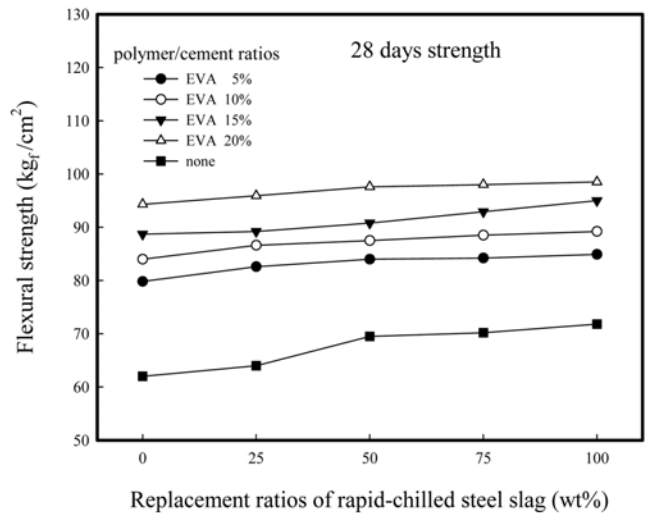 130
120
110
100
90
80
70
60
50
Flexural strength (kgf/cm²)
28 days strength
polymer/cement ratios
EVA 5%
EVA 10%
EVA 15%
EVA 20%
none
0 25 50 75 100
Replacement ratios of rapid-chilled steel slag (wt%)